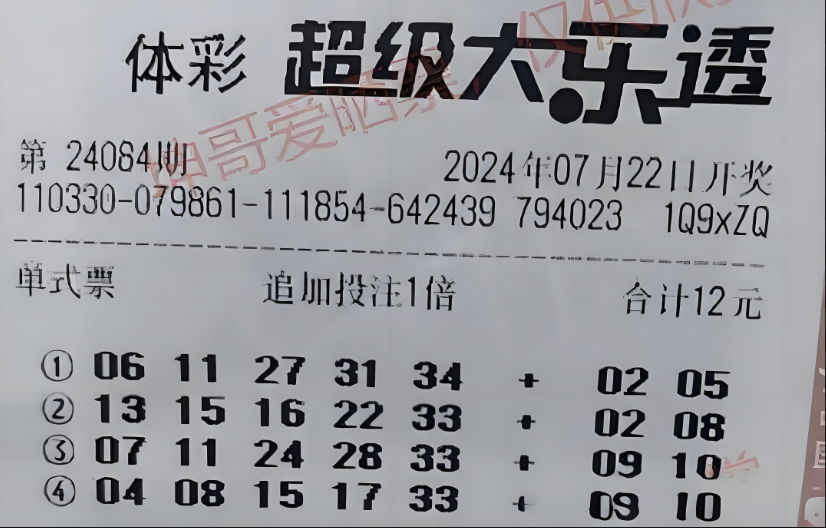 体彩 超级大乐透
第 24084期 2024年07月22日开奖
110330-079861-111854-642439 794023 1Q9xZQ
单式票 追加投注1倍 合计12元
① 06 11 27 31 34 + 02 05
② 13 15 16 22 33 + 02 08
③ 07 11 24 28 33 + 09 10
④ 04 08 15 17 33 + 09 10
坤哥爱晒票